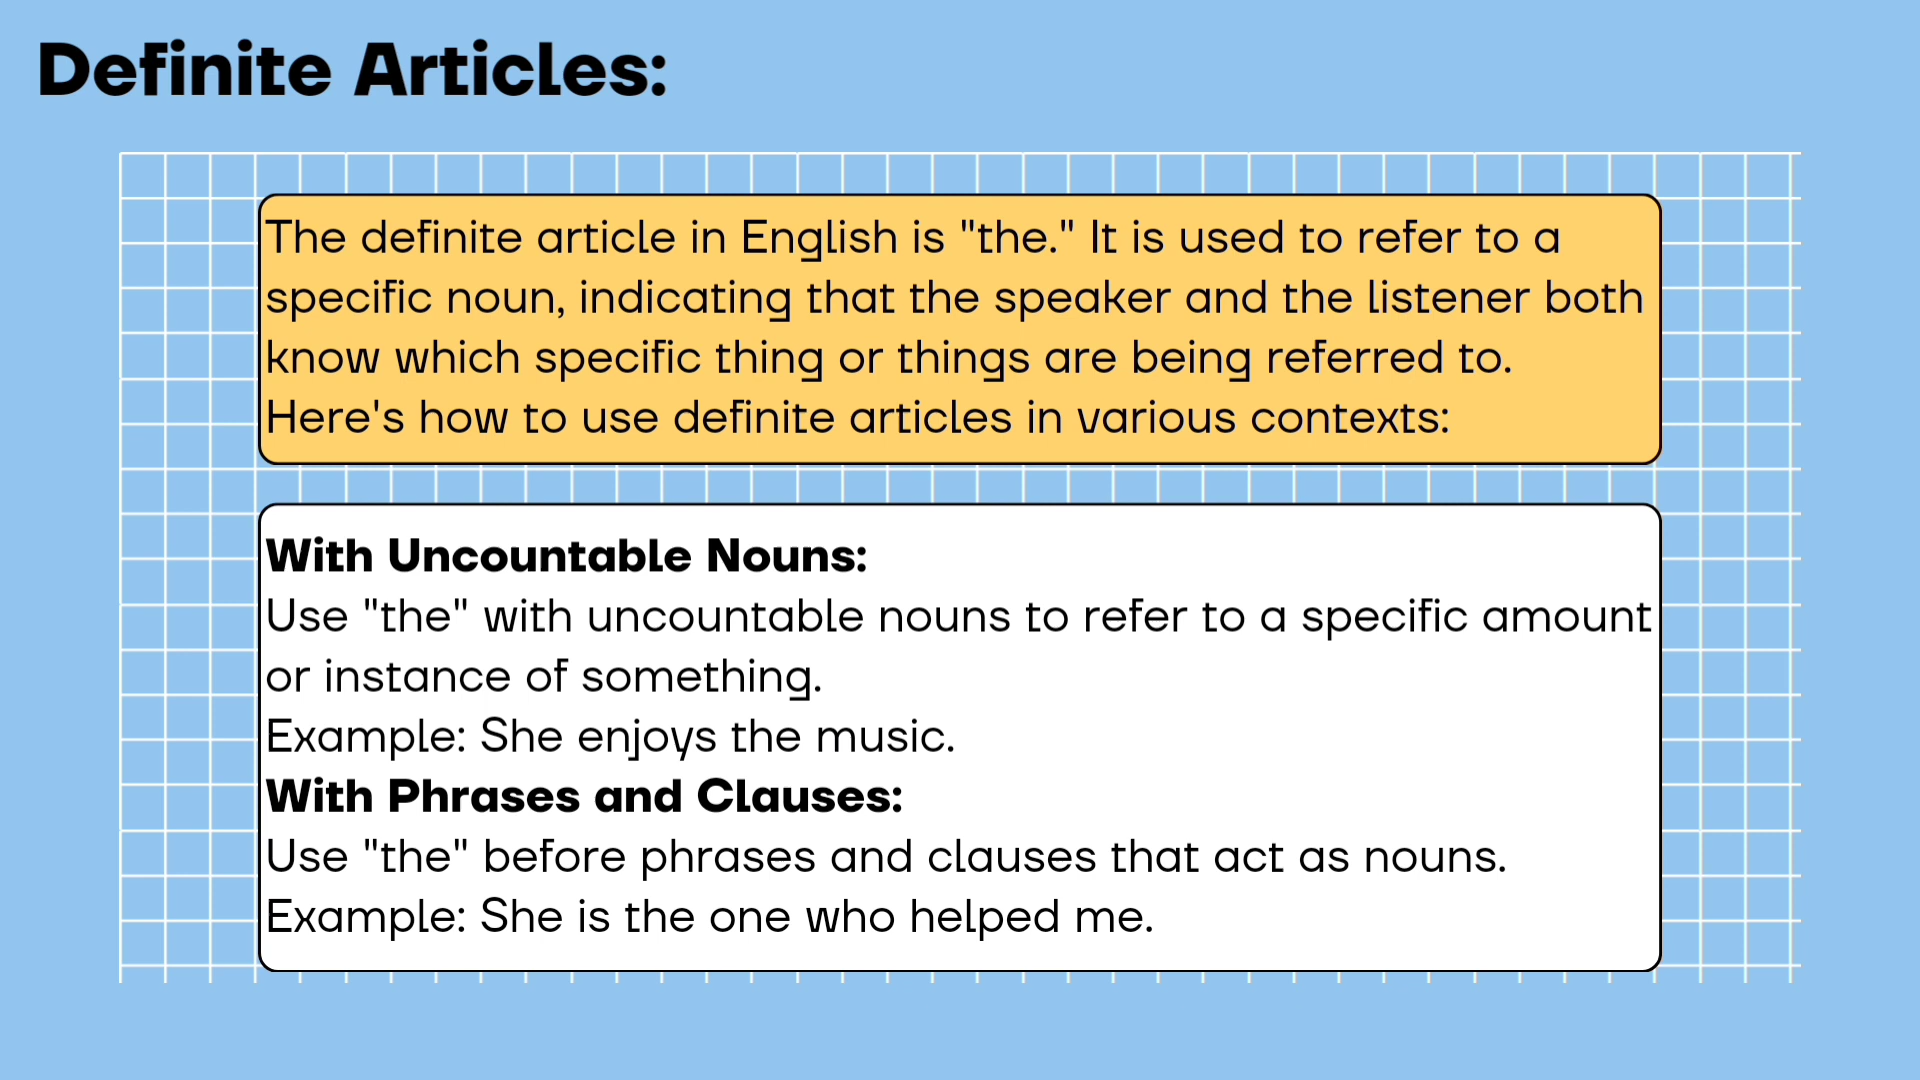 Definite Articles:
The definite article in English is "the." It is used to refer to a
specific noun, indicating that the speaker and the listener both
know which specific thing or things are being referred to.
Here's how to use definite articles in various contexts:
With Uncountable Nouns:
Use "the" with uncountable nouns to refer to a specific amount
or instance of something.
Example: She enjoys the music.
With Phrases and Clauses:
Use "the" before phrases and clauses that act as nouns.
Example: She is the one who helped me.